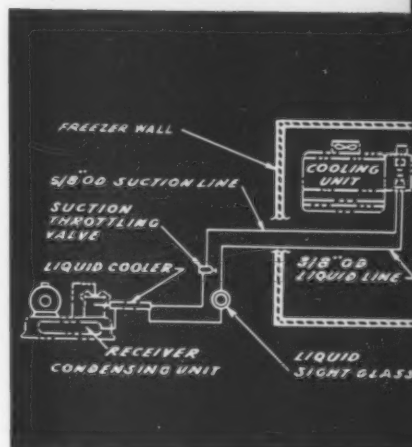 FREEZER WALL
COOLING
UNIT
5/8" OD SUCTION LINE
SUCTION
THROTTLING
VALVE
3/8" OD
LIQUID LINE
LIQUID COOLER
RECEIVER
CONDENSING UNIT
LIQUID
SIGHT GLASS